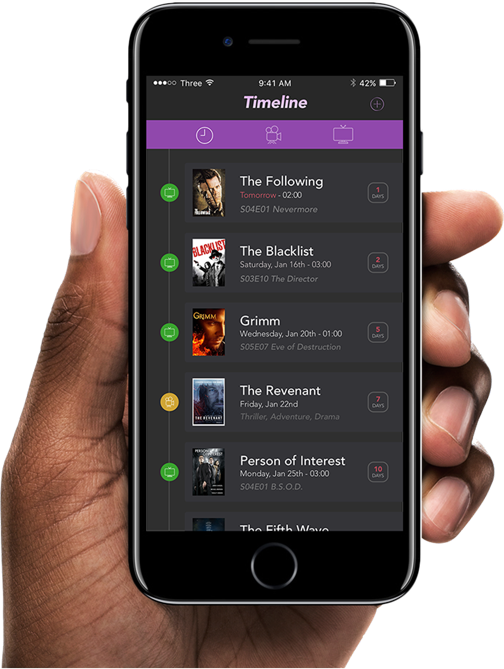 Three
9:41 AM
42%
Timeline
The Following
Tomorrow - 02:00
S04E01 Nevermore
1
DAYS
BLACKLIST
The Blacklist
Saturday, Jan 16th - 03:00
S03E10 The Director
2
DAYS
GRIMM
Grimm
Wednesday, Jan 20th - 01:00
S05E07 Eve of Destruction
5
DAYS
THE REVENANT
The Revenant
Friday, Jan 22nd
Thriller, Adventure, Drama
7
DAYS
Person of Interest
Monday, Jan 25th - 03:00
S04E01 B.S.O.D.
10
DAYS
The Fifth Wave